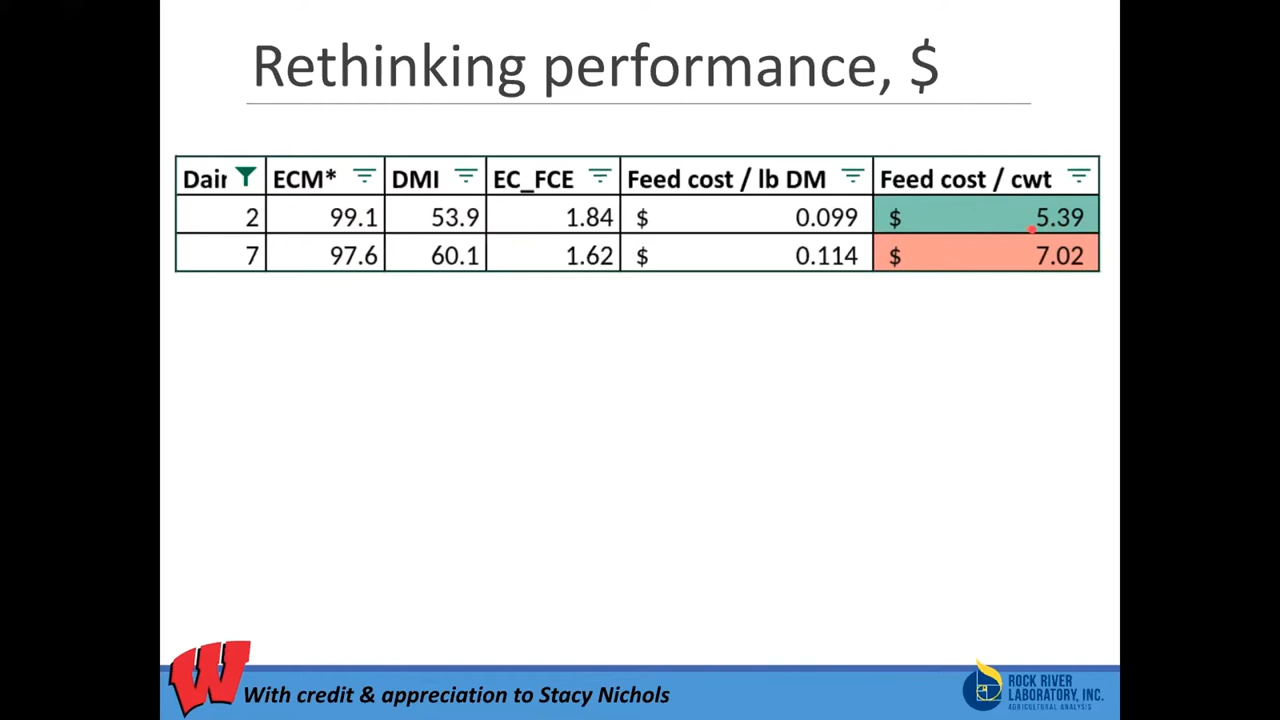 Rethinking performance, $
Dair ECM* DMI EC_FCE Feed cost / lb DM Feed cost / cwt
2 99.1 53.9 1.84 $ 0.099 $ 5.39
7 97.6 60.1 1.62 $ 0.114 $ 7.02
W
With credit & appreciation to Stacy Nichols
ROCK RIVER
LABORATORY, INC.
AGRICULTURAL ANALYSIS